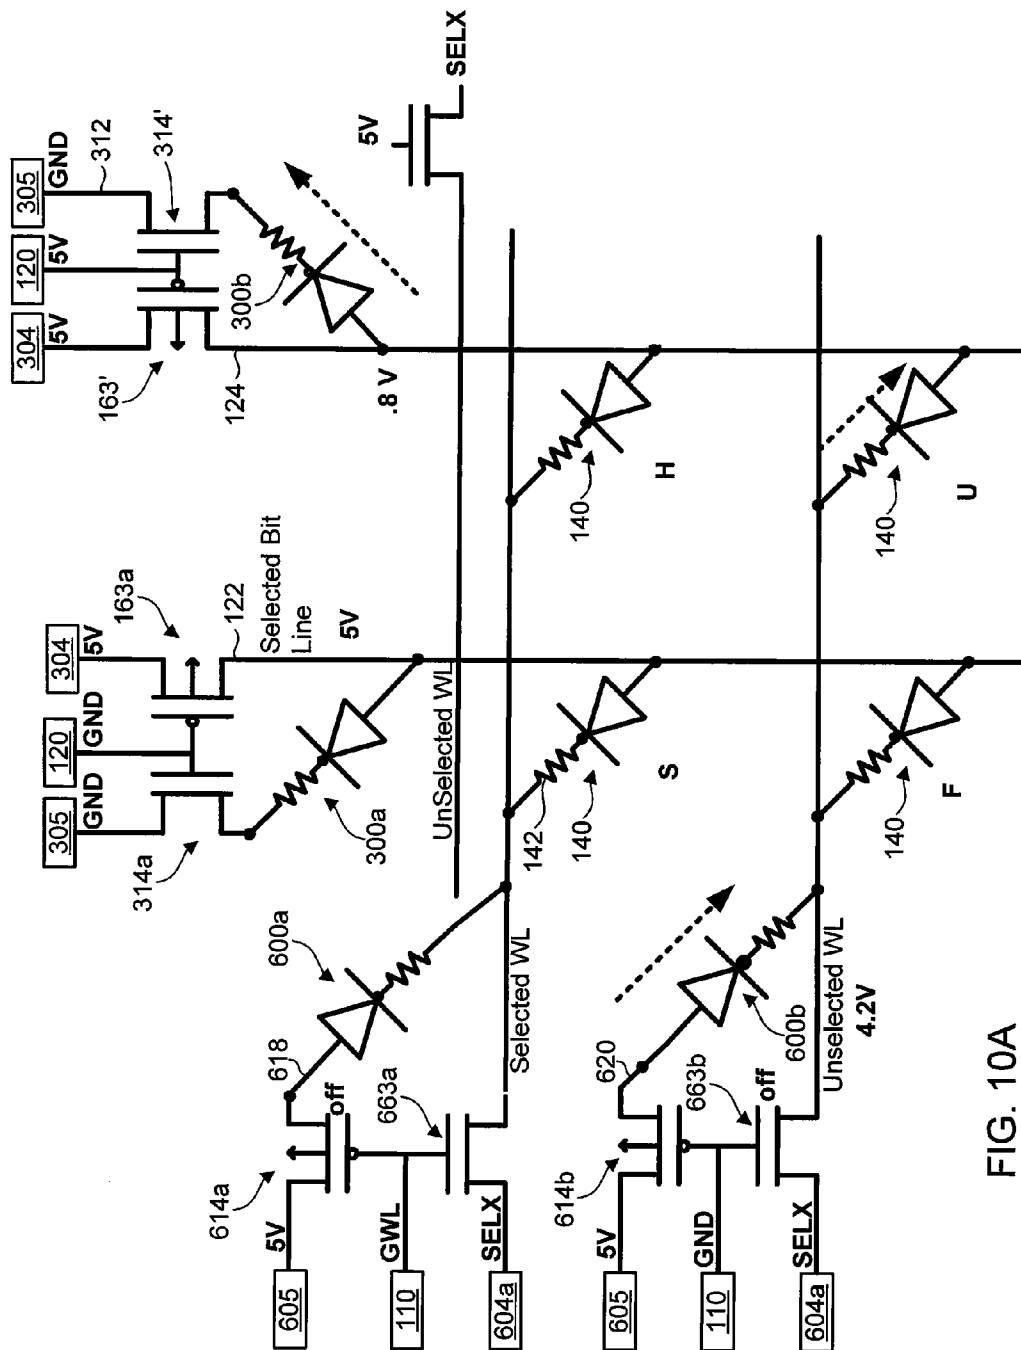 304
5V
120
5V
305
GND
312
314'
163'
124
300b
.8 V
5V
SELX
305
GND
120
GND
304
5V
163a
122
Selected Bit
Line
5V
314a
300a
UnSelected WL
H
140
S
142
140
U
140
F
140
600a
618
Selected WL
off
663a
614a
5V
GWL
SELX
605
110
604a
620
600b
Unselected WL
4.2V
663b
off
614b
5V
GND
SELX
605
110
604a
FIG. 10A